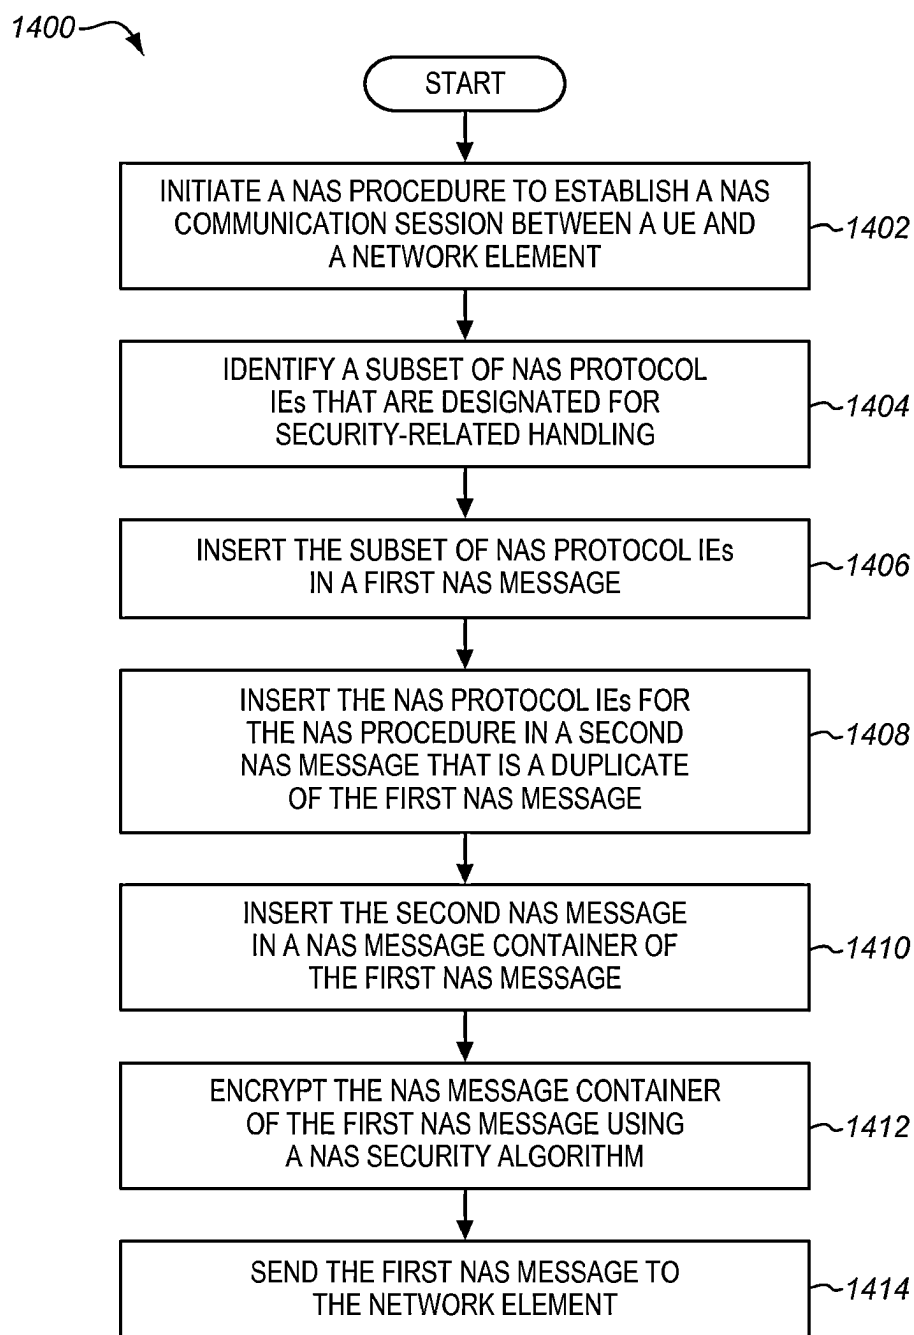 1400
START
INITIATE A NAS PROCEDURE TO ESTABLISH A NAS
COMMUNICATION SESSION BETWEEN A UE AND
A NETWORK ELEMENT
1402
IDENTIFY A SUBSET OF NAS PROTOCOL
IEs THAT ARE DESIGNATED FOR
SECURITY-RELATED HANDLING
1404
INSERT THE SUBSET OF NAS PROTOCOL IEs
IN A FIRST NAS MESSAGE
1406
INSERT THE NAS PROTOCOL IEs FOR
THE NAS PROCEDURE IN A SECOND
NAS MESSAGE THAT IS A DUPLICATE
OF THE FIRST NAS MESSAGE
1408
INSERT THE SECOND NAS MESSAGE
IN A NAS MESSAGE CONTAINER OF
THE FIRST NAS MESSAGE
1410
ENCRYPT THE NAS MESSAGE CONTAINER
OF THE FIRST NAS MESSAGE USING
A NAS SECURITY ALGORITHM
1412
SEND THE FIRST NAS MESSAGE TO
THE NETWORK ELEMENT
1414